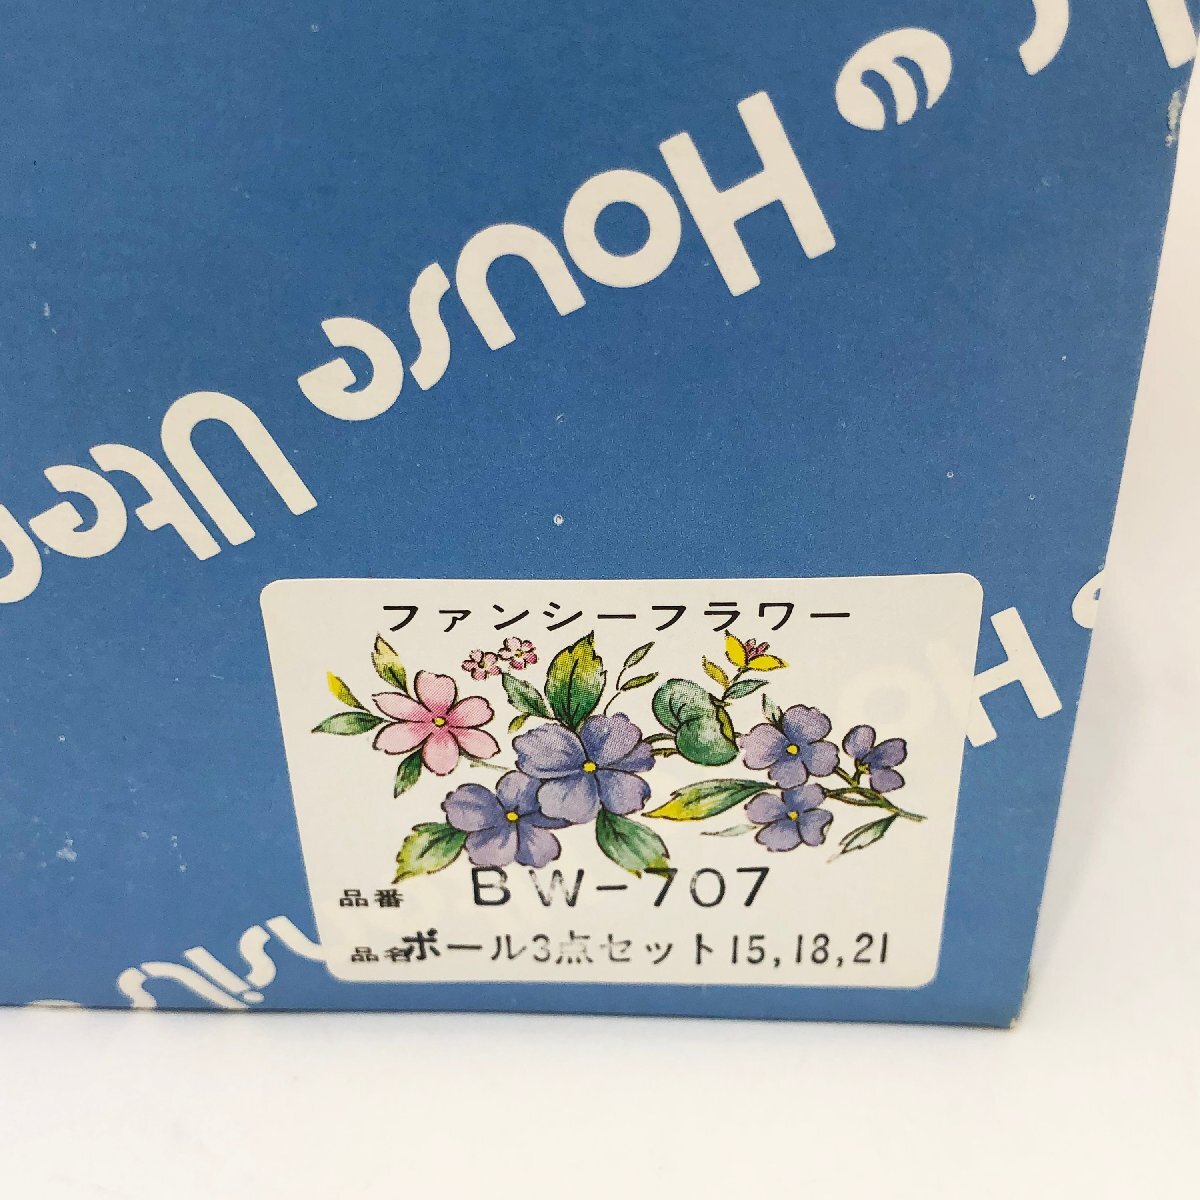 House Uten
ファンシーフラワー
品番 BW-707
品名 ボール3点セット 15,18,21